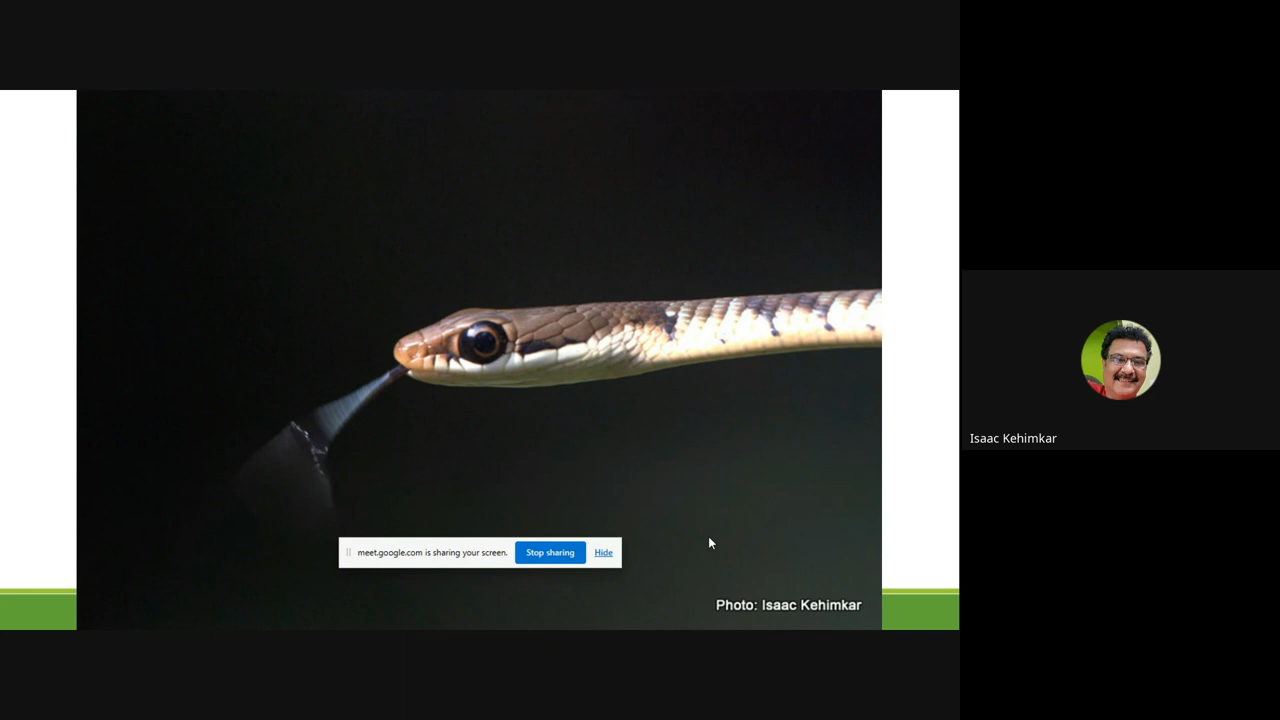 meet.google.com is sharing your screen. Stop sharing Hide
Photo: Isaac Kehimkar
Isaac Kehimkar